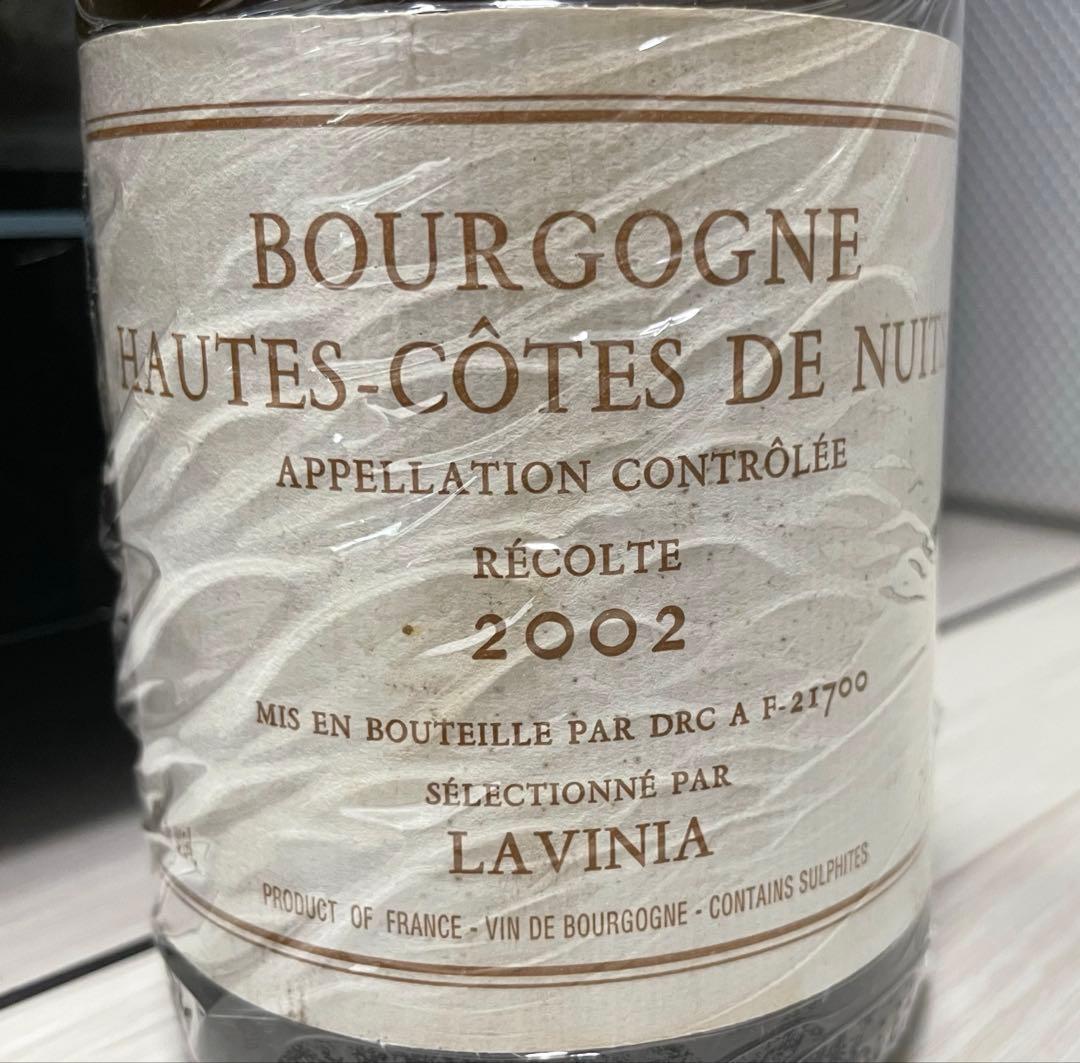 BOURGOGNE
HAUTES-CÔTES DE NUITS
APPELLATION CONTRÔLÉE
RÉCOLTE
2002
MIS EN BOUTEILLE PAR DRC A F-21700
SÉLECTIONNÉ PAR
LAVINIA
PRODUCT OF FRANCE - VIN DE BOURGOGNE - CONTAINS SULPHITES